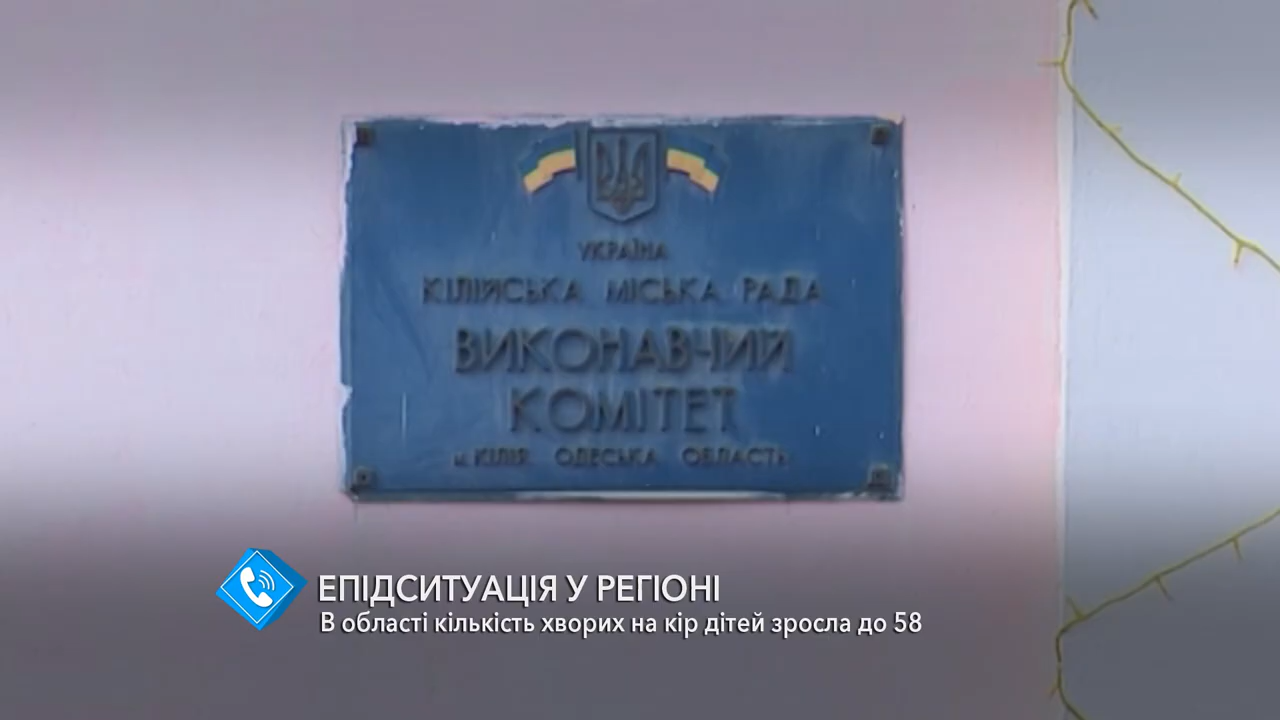 УКРАЇНА
КІЛІЙСЬКА МІСЬКА РАДА
ВИКОНАВЧИЙ
КОМІТЕТ
м. КІЛІЯ ОДЕСЬКА ОБЛАСТЬ
ЕПІДСИТУАЦІЯ У РЕГІОНІ
В області кількість хворих на кір дітей зросла до 58